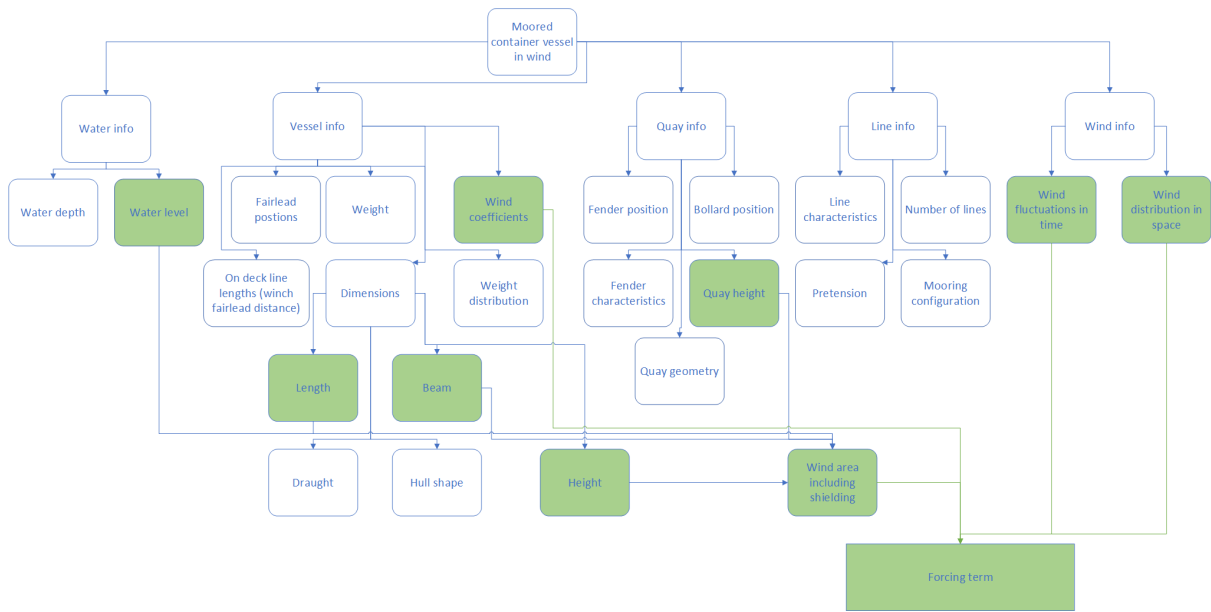 Moored
container vessel
in wind
Water info
Vessel info
Quay info
Line info
Wind info
Water depth
Water level
Fairlead
postions
Weight
Wind
coefficients
Fender position
Bollard position
Line
characteristics
Number of lines
Wind
fluctuations in
time
Wind
distribution in
space
On deck line
lengths (winch
fairlead distance)
Dimensions
Weight
distribution
Fender
characteristics
Quay height
Pretension
Mooring
configuration
Quay geometry
Length
Beam
Draught
Hull shape
Height
Wind area
including
shielding
Forcing term